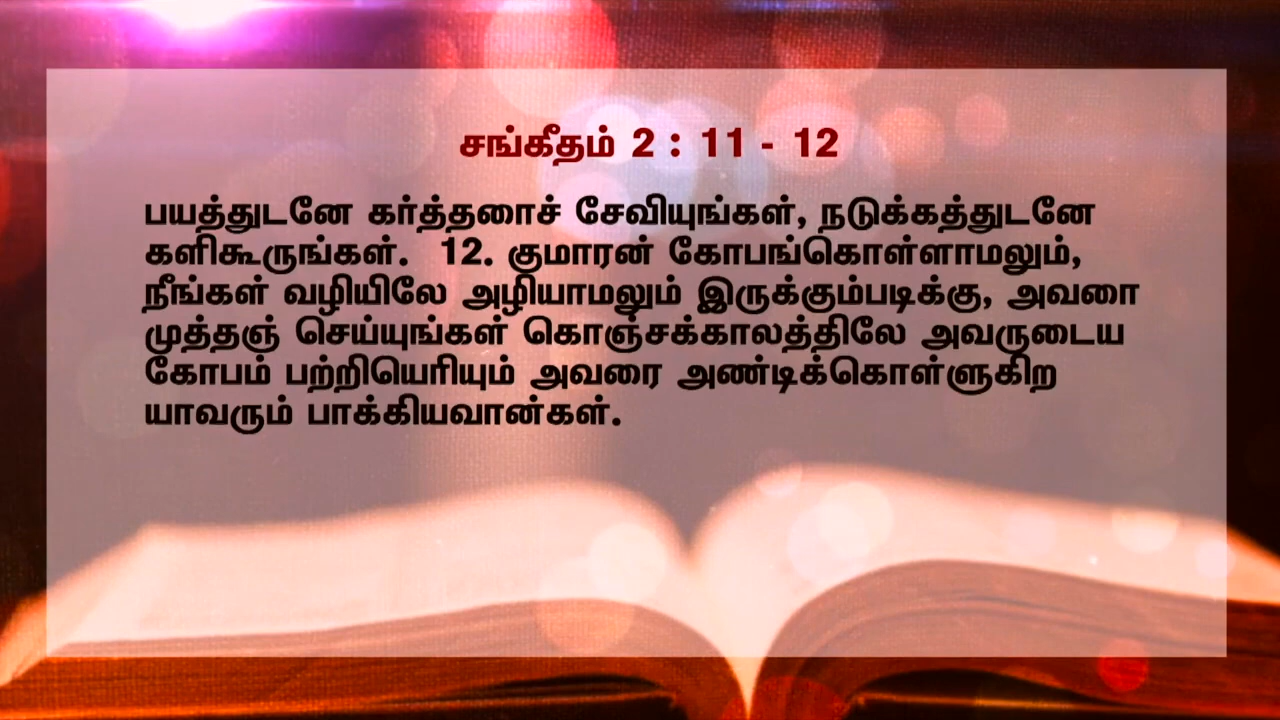 சங்கீதம் 2 : 11 - 12
பயத்துடனே கர்த்தரைச் சேவியுங்கள், நடுக்கத்துடனே
களிகூருங்கள்.  12. குமாரன் கோபங்கொள்ளாமலும்,
நீங்கள் வழியிலே அழியாமலும் இருக்கும்படிக்கு, அவரை
முத்தஞ் செய்யுங்கள் கொஞ்சக்காலத்திலே அவருடைய
கோபம் பற்றியெரியும் அவரை அண்டிக்கொள்ளுகிற
யாவரும் பாக்கியவான்கள்.